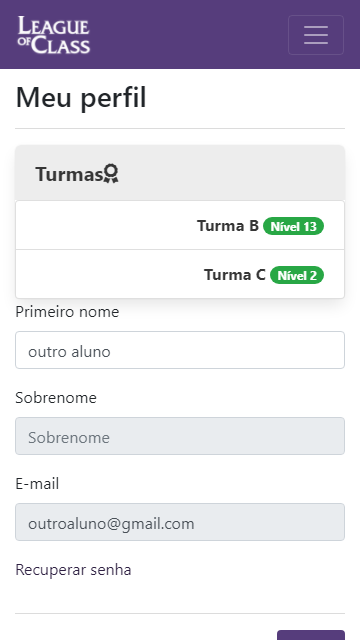 LEAGUE
OF CLASS
Meu perfil
Turmas
Turma B Nível 13
Turma C Nível 2
Primeiro nome
outro aluno
Sobrenome
Sobrenome
E-mail
outroaluno@gmail.com
Recuperar senha